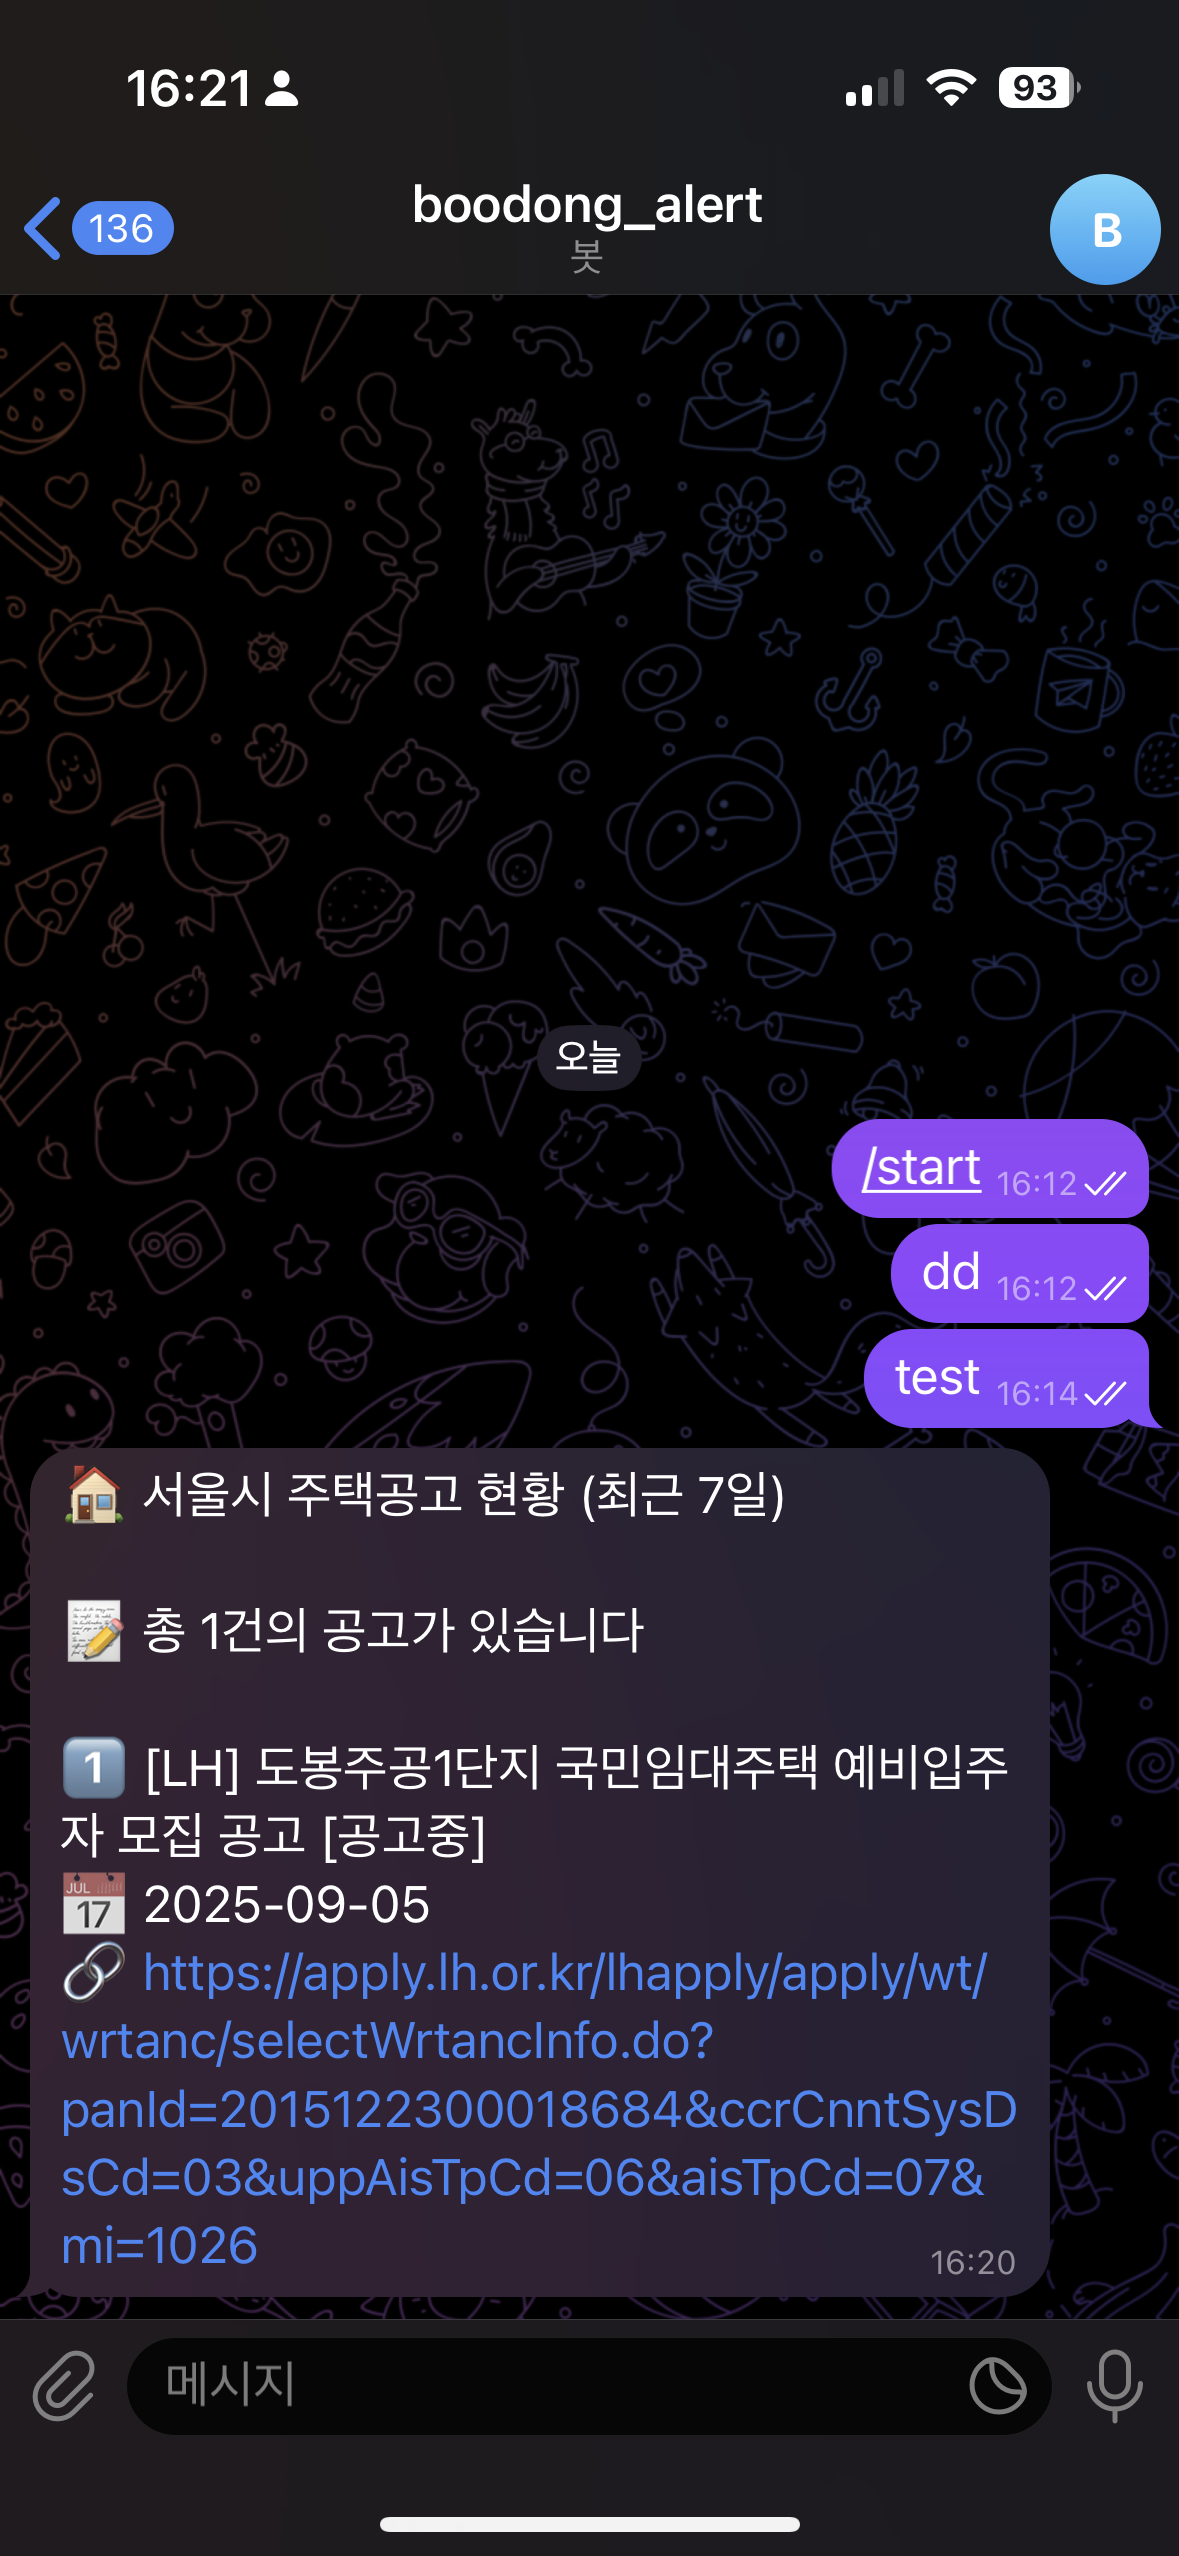 16:21
93
136
boodong_alert
봇
B
오늘
/start 16:12
dd 16:12
test 16:14
🏠 서울시 주택공고 현황 (최근 7일)
📝 총 1건의 공고가 있습니다
1️⃣ [LH] 도봉주공1단지 국민임대주택 예비입주
자 모집 공고 [공고중]
📅 2025-09-05
🔗 https://apply.lh.or.kr/lhapply/apply/wt/
wrtanc/selectWrtancInfo.do?
panId=2015122300018684&ccrCnntSysD
sCd=03&uppAisTpCd=06&aisTpCd=07&
mi=1026
16:20
메시지